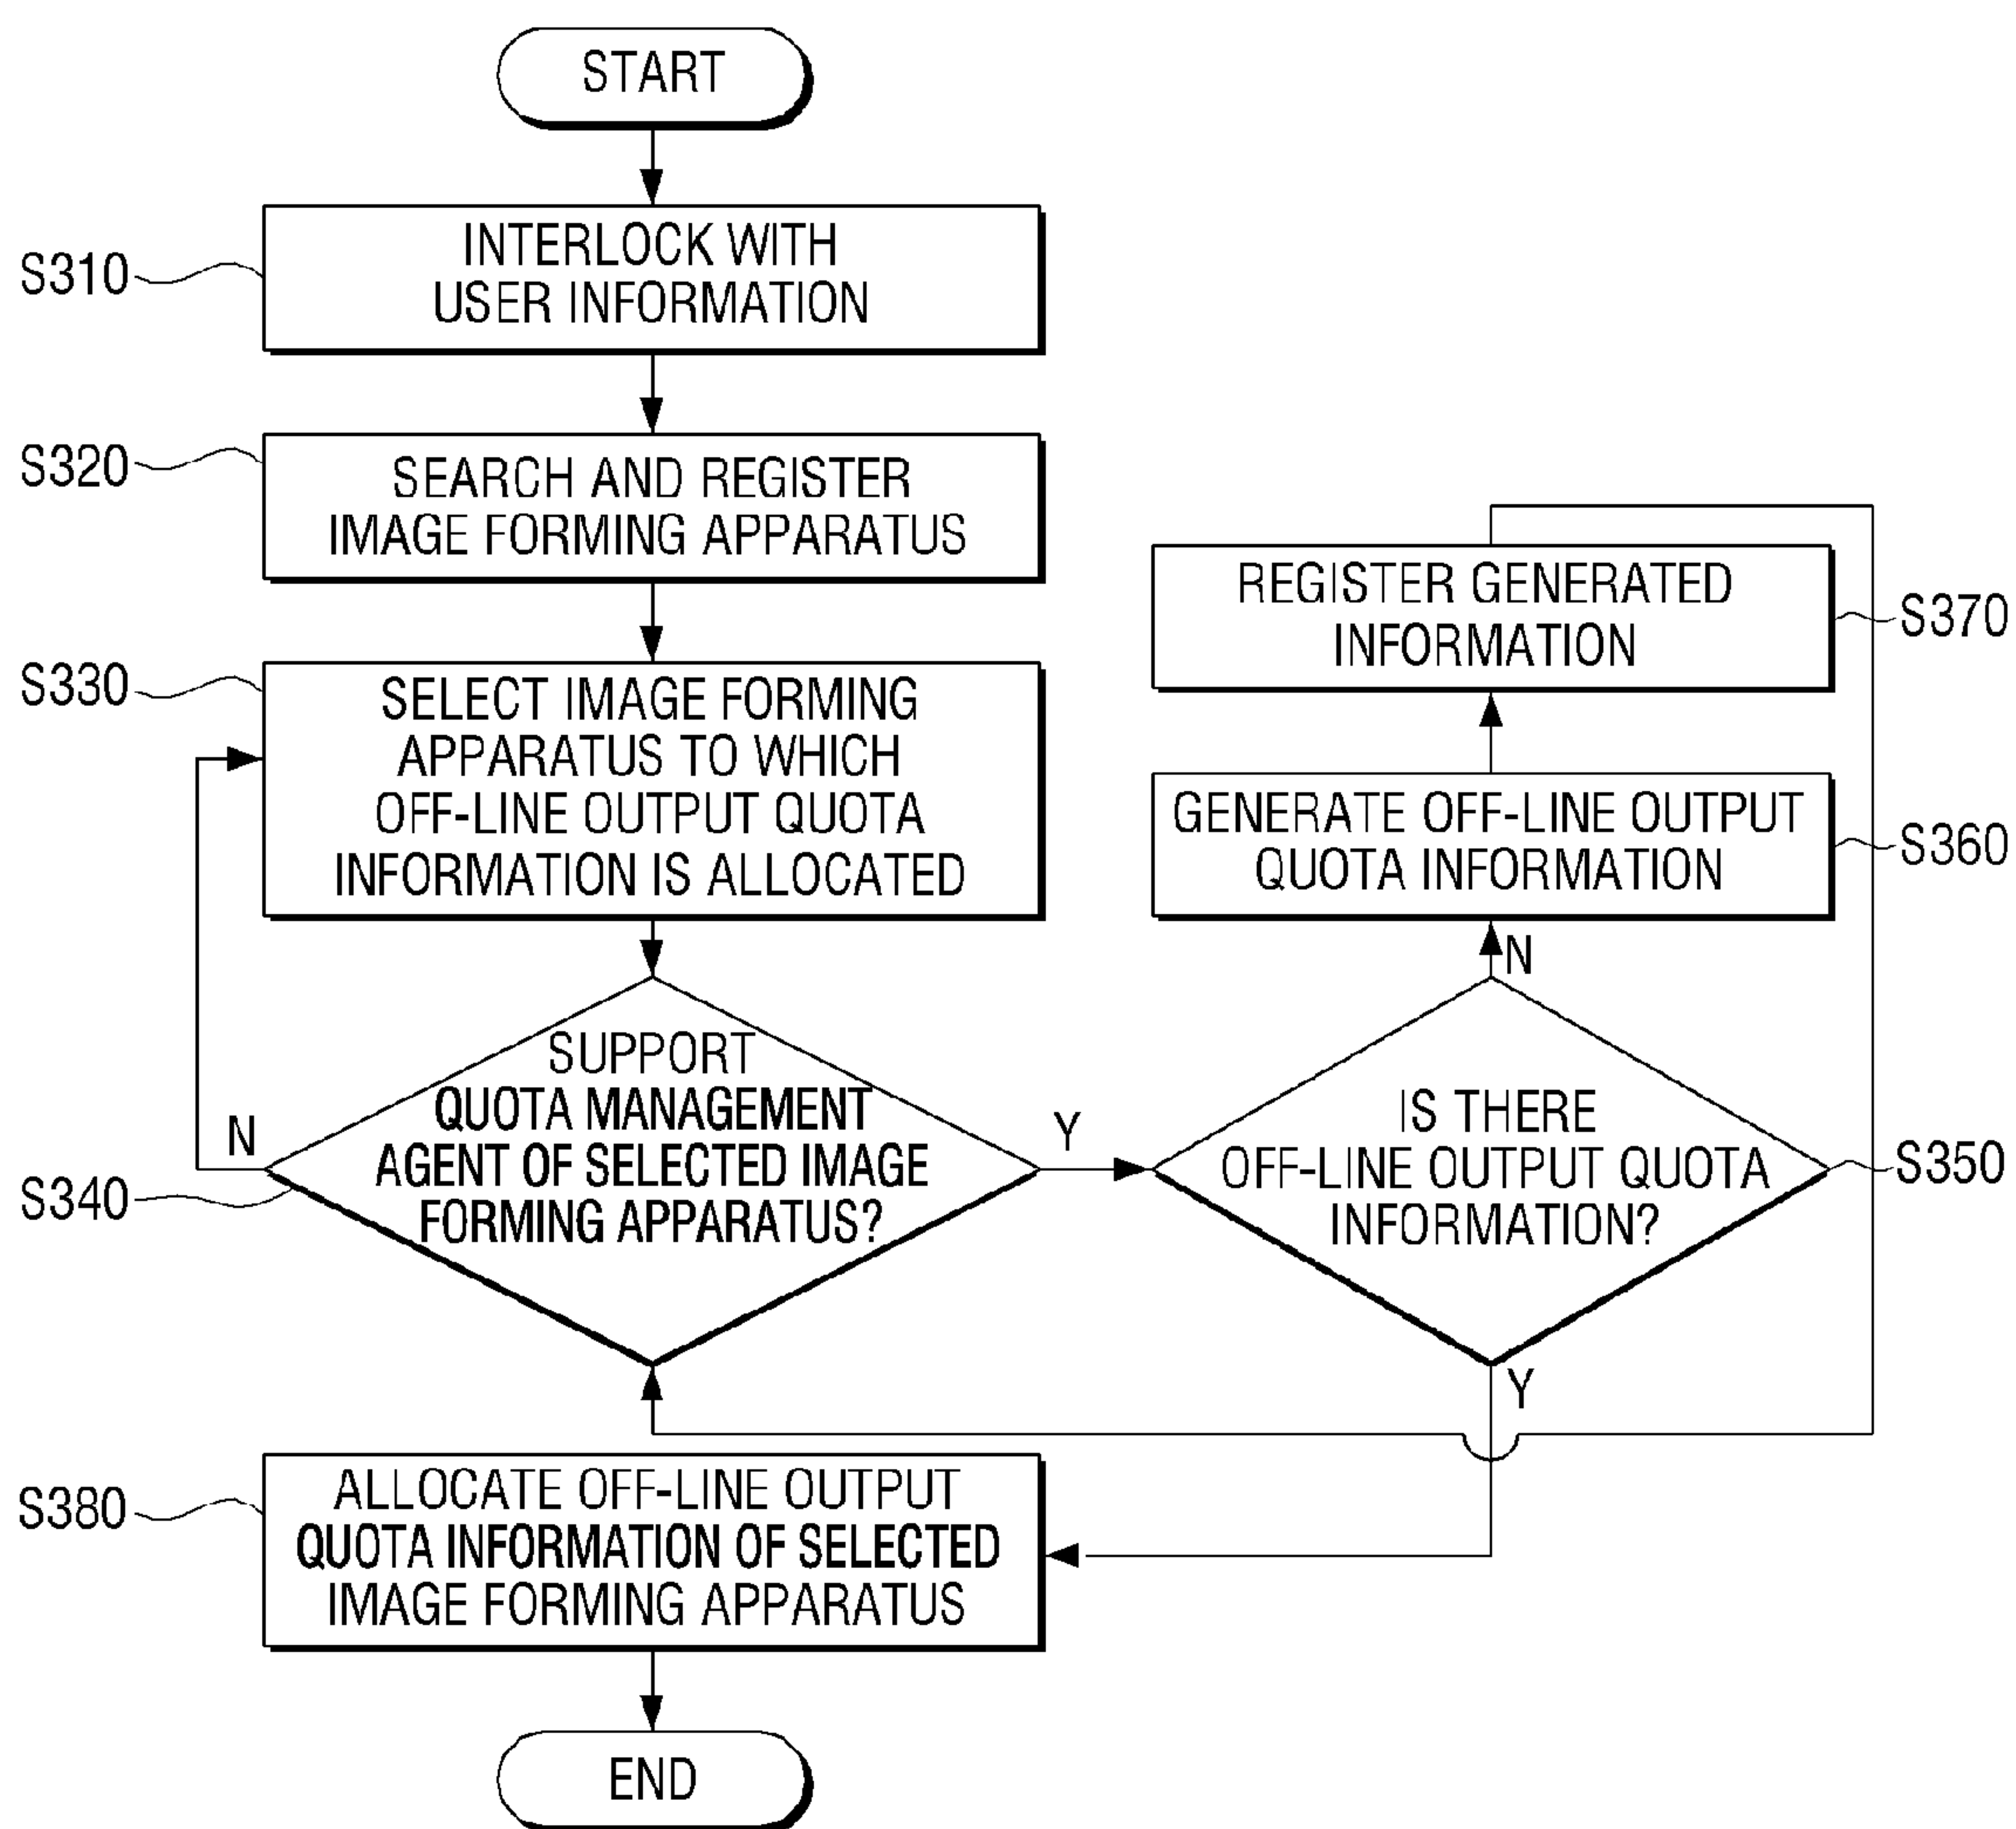 START
S310
INTERLOCK WITH
USER INFORMATION
S320
SEARCH AND REGISTER
IMAGE FORMING APPARATUS
S330
SELECT IMAGE FORMING
APPARATUS TO WHICH
OFF-LINE OUTPUT QUOTA
INFORMATION IS ALLOCATED
S340
SUPPORT
QUOTA MANAGEMENT
AGENT OF SELECTED IMAGE
FORMING APPARATUS?
N
Y
IS THERE
OFF-LINE OUTPUT QUOTA
INFORMATION?
S350
N
Y
GENERATE OFF-LINE OUTPUT
QUOTA INFORMATION
S360
REGISTER GENERATED
INFORMATION
S370
S380
ALLOCATE OFF-LINE OUTPUT
QUOTA INFORMATION OF SELECTED
IMAGE FORMING APPARATUS
END